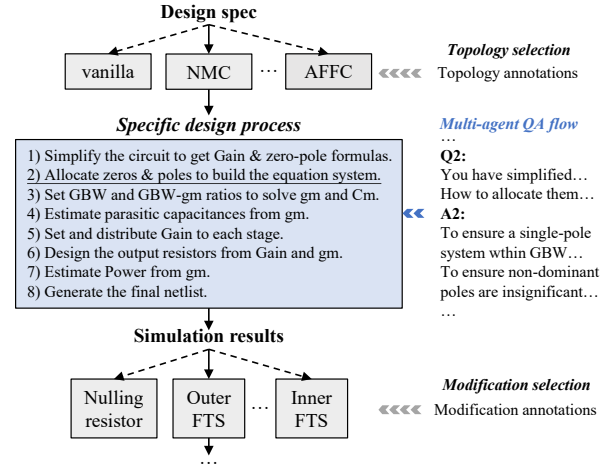 Design spec
vanilla
NMC
…
AFFC
Topology selection
Topology annotations
Specific design process
1) Simplify the circuit to get Gain & zero-pole formulas.
2) Allocate zeros & poles to build the equation system.
3) Set GBW and GBW-gm ratios to solve gm and Cm.
4) Estimate parasitic capacitances from gm.
5) Set and distribute Gain to each stage.
6) Design the output resistors from Gain and gm.
7) Estimate Power from gm.
8) Generate the final netlist.
Multi-agent QA flow
…
Q2:
You have simplified…
How to allocate them…
A2:
To ensure a single-pole
system wthin GBW…
To ensure non-dominant
poles are insignificant…
…
Simulation results
Nulling
resistor
Outer
FTS
…
Inner
FTS
Modification selection
Modification annotations
…